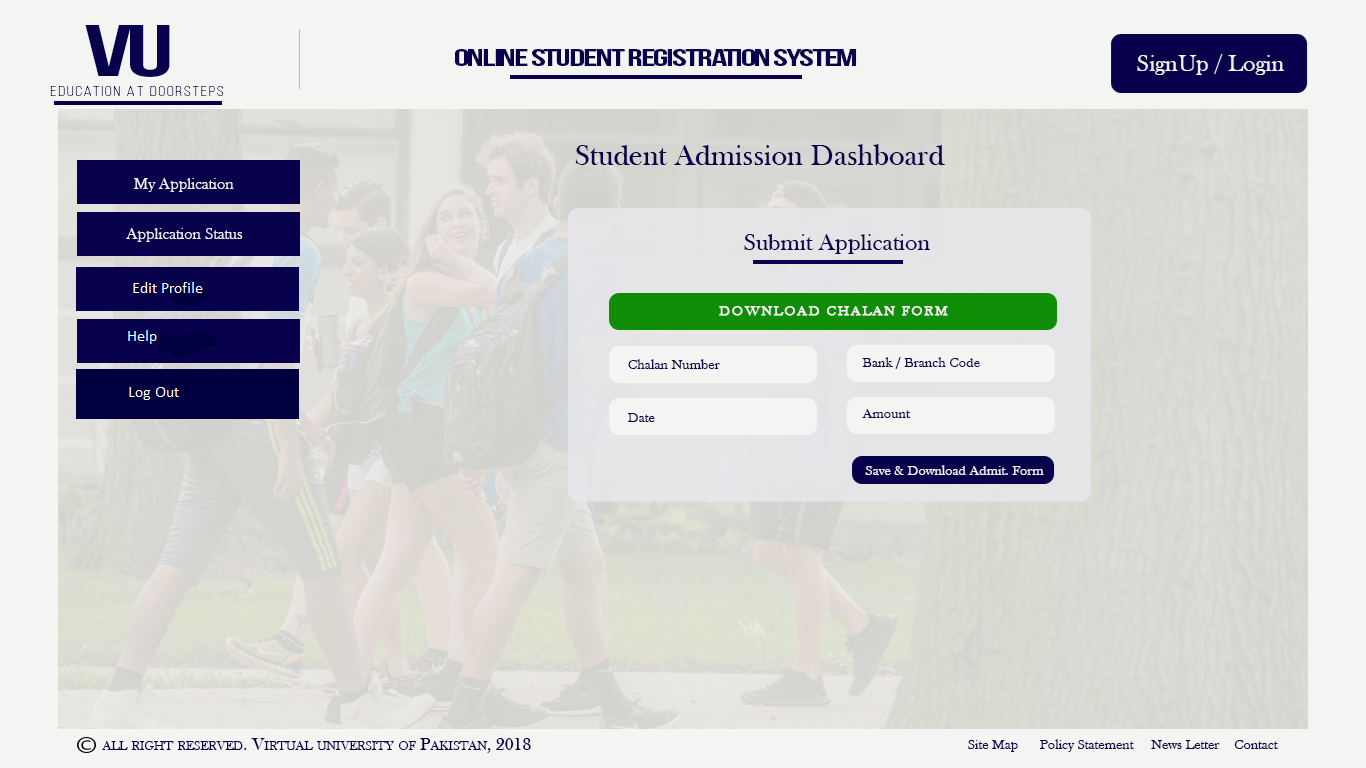 VU
EDUCATION AT DOORSTEPS
ONLINE STUDENT REGISTRATION SYSTEM
SignUp / Login
Student Admission Dashboard
My Application
Application Status
Edit Profile
Help
Log Out
Submit Application
DOWNLOAD CHALAN FORM
Chalan Number
Bank / Branch Code
Date
Amount
Save & Download Admit. Form
© ALL RIGHT RESERVED. VIRTUAL UNIVERSITY OF PAKISTAN, 2018
Site Map Policy Statement News Letter Contact